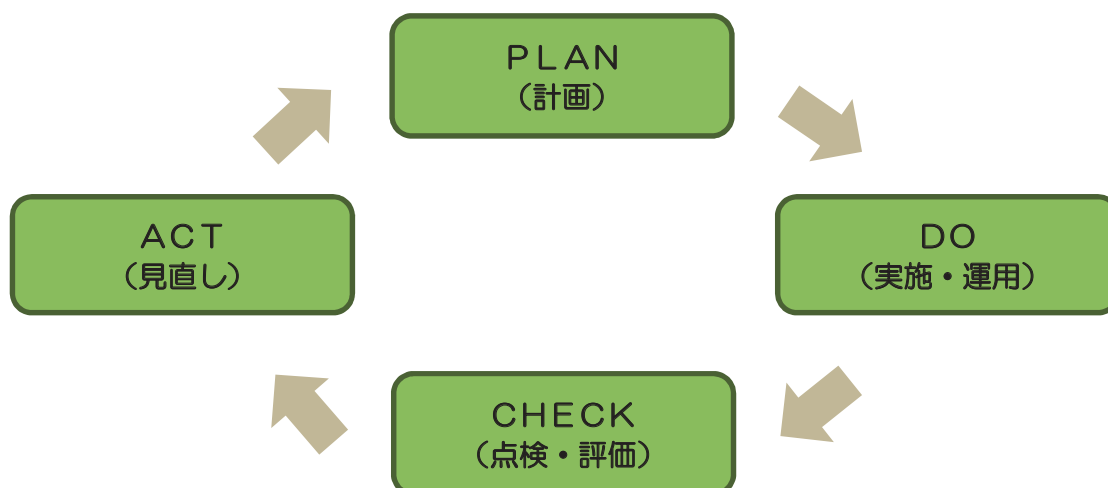 ＰＬＡＮ
（計画）
ＡＣＴ
（見直し）
ＤＯ
（実施・運用）
ＣＨＥＣＫ
（点検・評価）